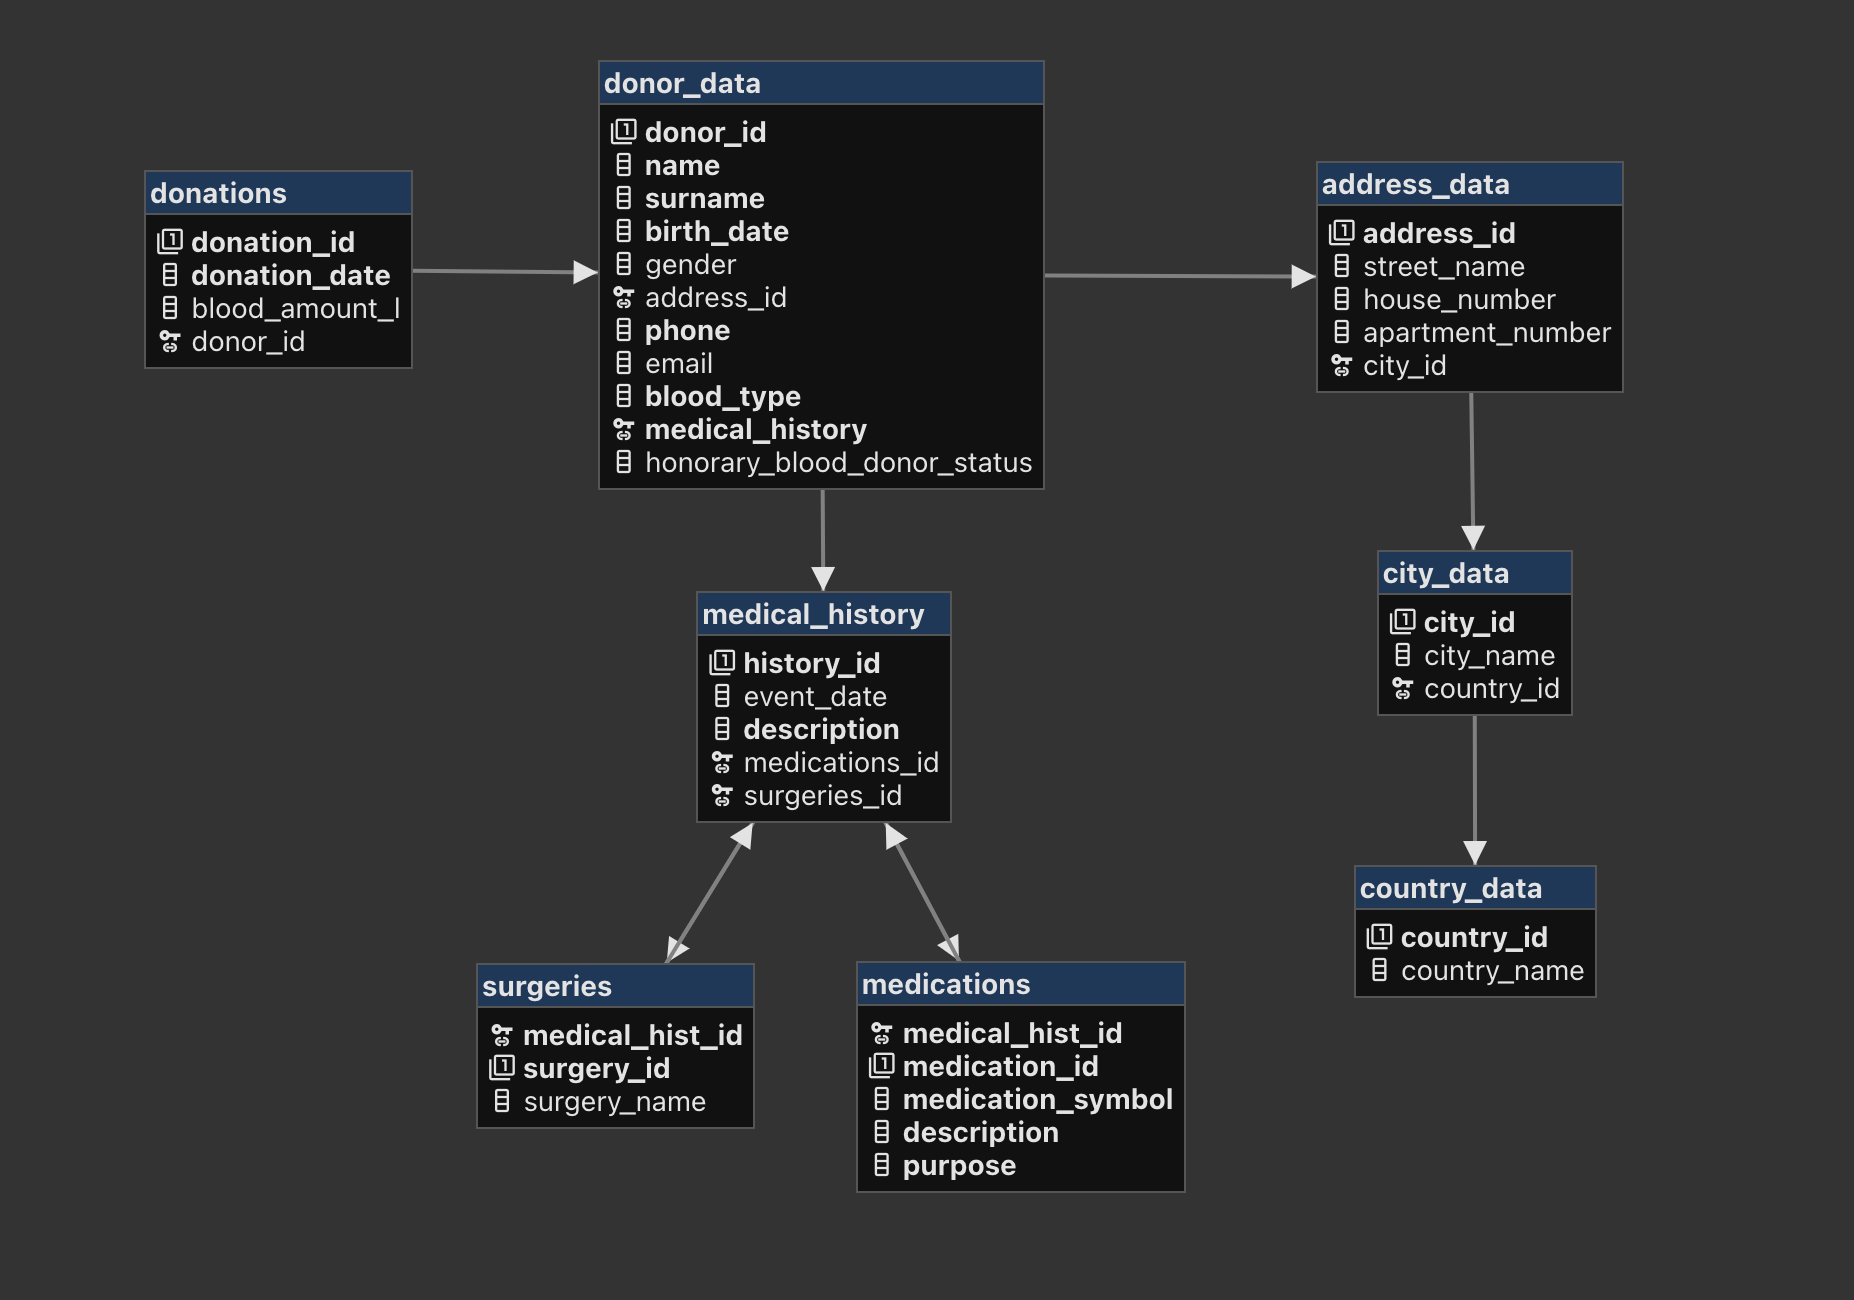 donor_data
donor_id
name
surname
birth_date
gender
address_id
phone
email
blood_type
medical_history
honorary_blood_donor_status
donations
donation_id
donation_date
blood_amount_l
donor_id
address_data
address_id
street_name
house_number
apartment_number
city_id
medical_history
history_id
event_date
description
medications_id
surgeries_id
city_data
city_id
city_name
country_id
country_data
country_id
country_name
surgeries
medical_hist_id
surgery_id
surgery_name
medications
medical_hist_id
medication_id
medication_symbol
description
purpose